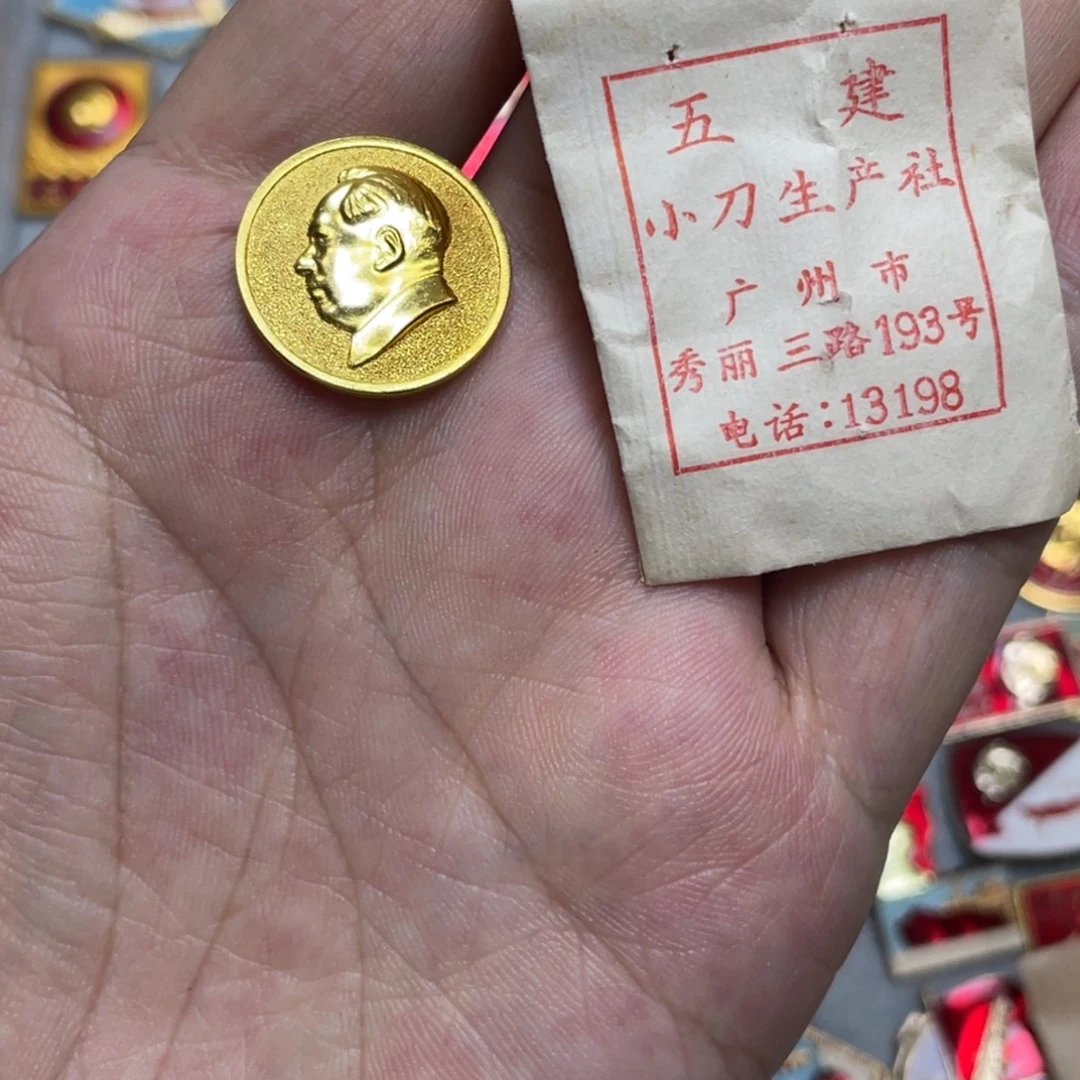 五建
小刀生产社
广州市
秀丽三路193号
电话:13198